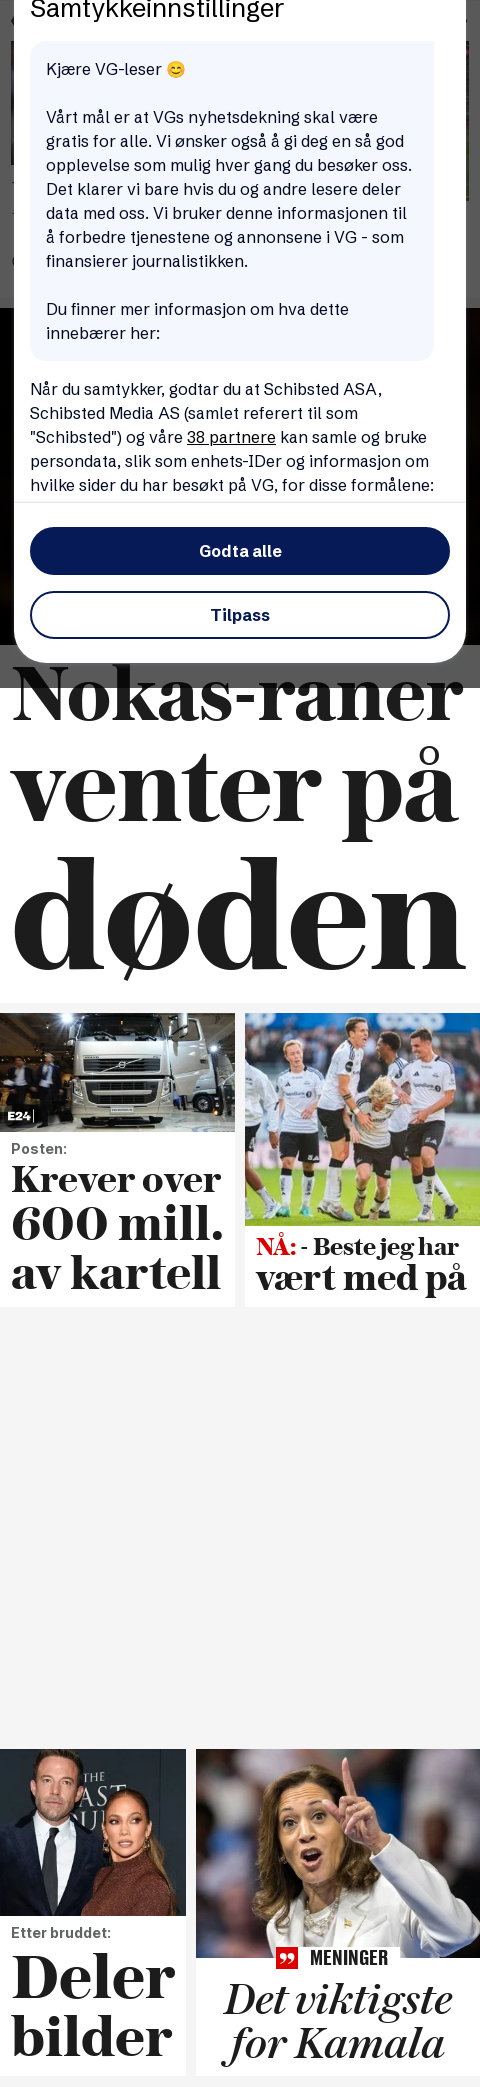 Samtykkeinnstillinger
Kjære VG-leser 😊
Vårt mål er at VGs nyhetsdekning skal være
gratis for alle. Vi ønsker også å gi deg en så god
opplevelse som mulig hver gang du besøker oss.
Det klarer vi bare hvis du og andre lesere deler
data med oss. Vi bruker denne informasjonen til
å forbedre tjenestene og annonsene i VG - som
finansierer journalistikken.
Du finner mer informasjon om hva dette
innebærer her:
Når du samtykker, godtar du at Schibsted ASA,
Schibsted Media AS (samlet referert til som
"Schibsted") og våre 38 partnere kan samle og bruke
persondata, slik som enhets-IDer og informasjon om
hvilke sider du har besøkt på VG, for disse formålene:
Godta alle
Tilpass
Nokas-raner
venter på
døden
E24
Posten:
Krever over
600 mill.
av kartell
NÅ: - Beste jeg har
vært med på
THE
Etter bruddet:
Deler
bilder
MENINGER
Det viktigste
for Kamala